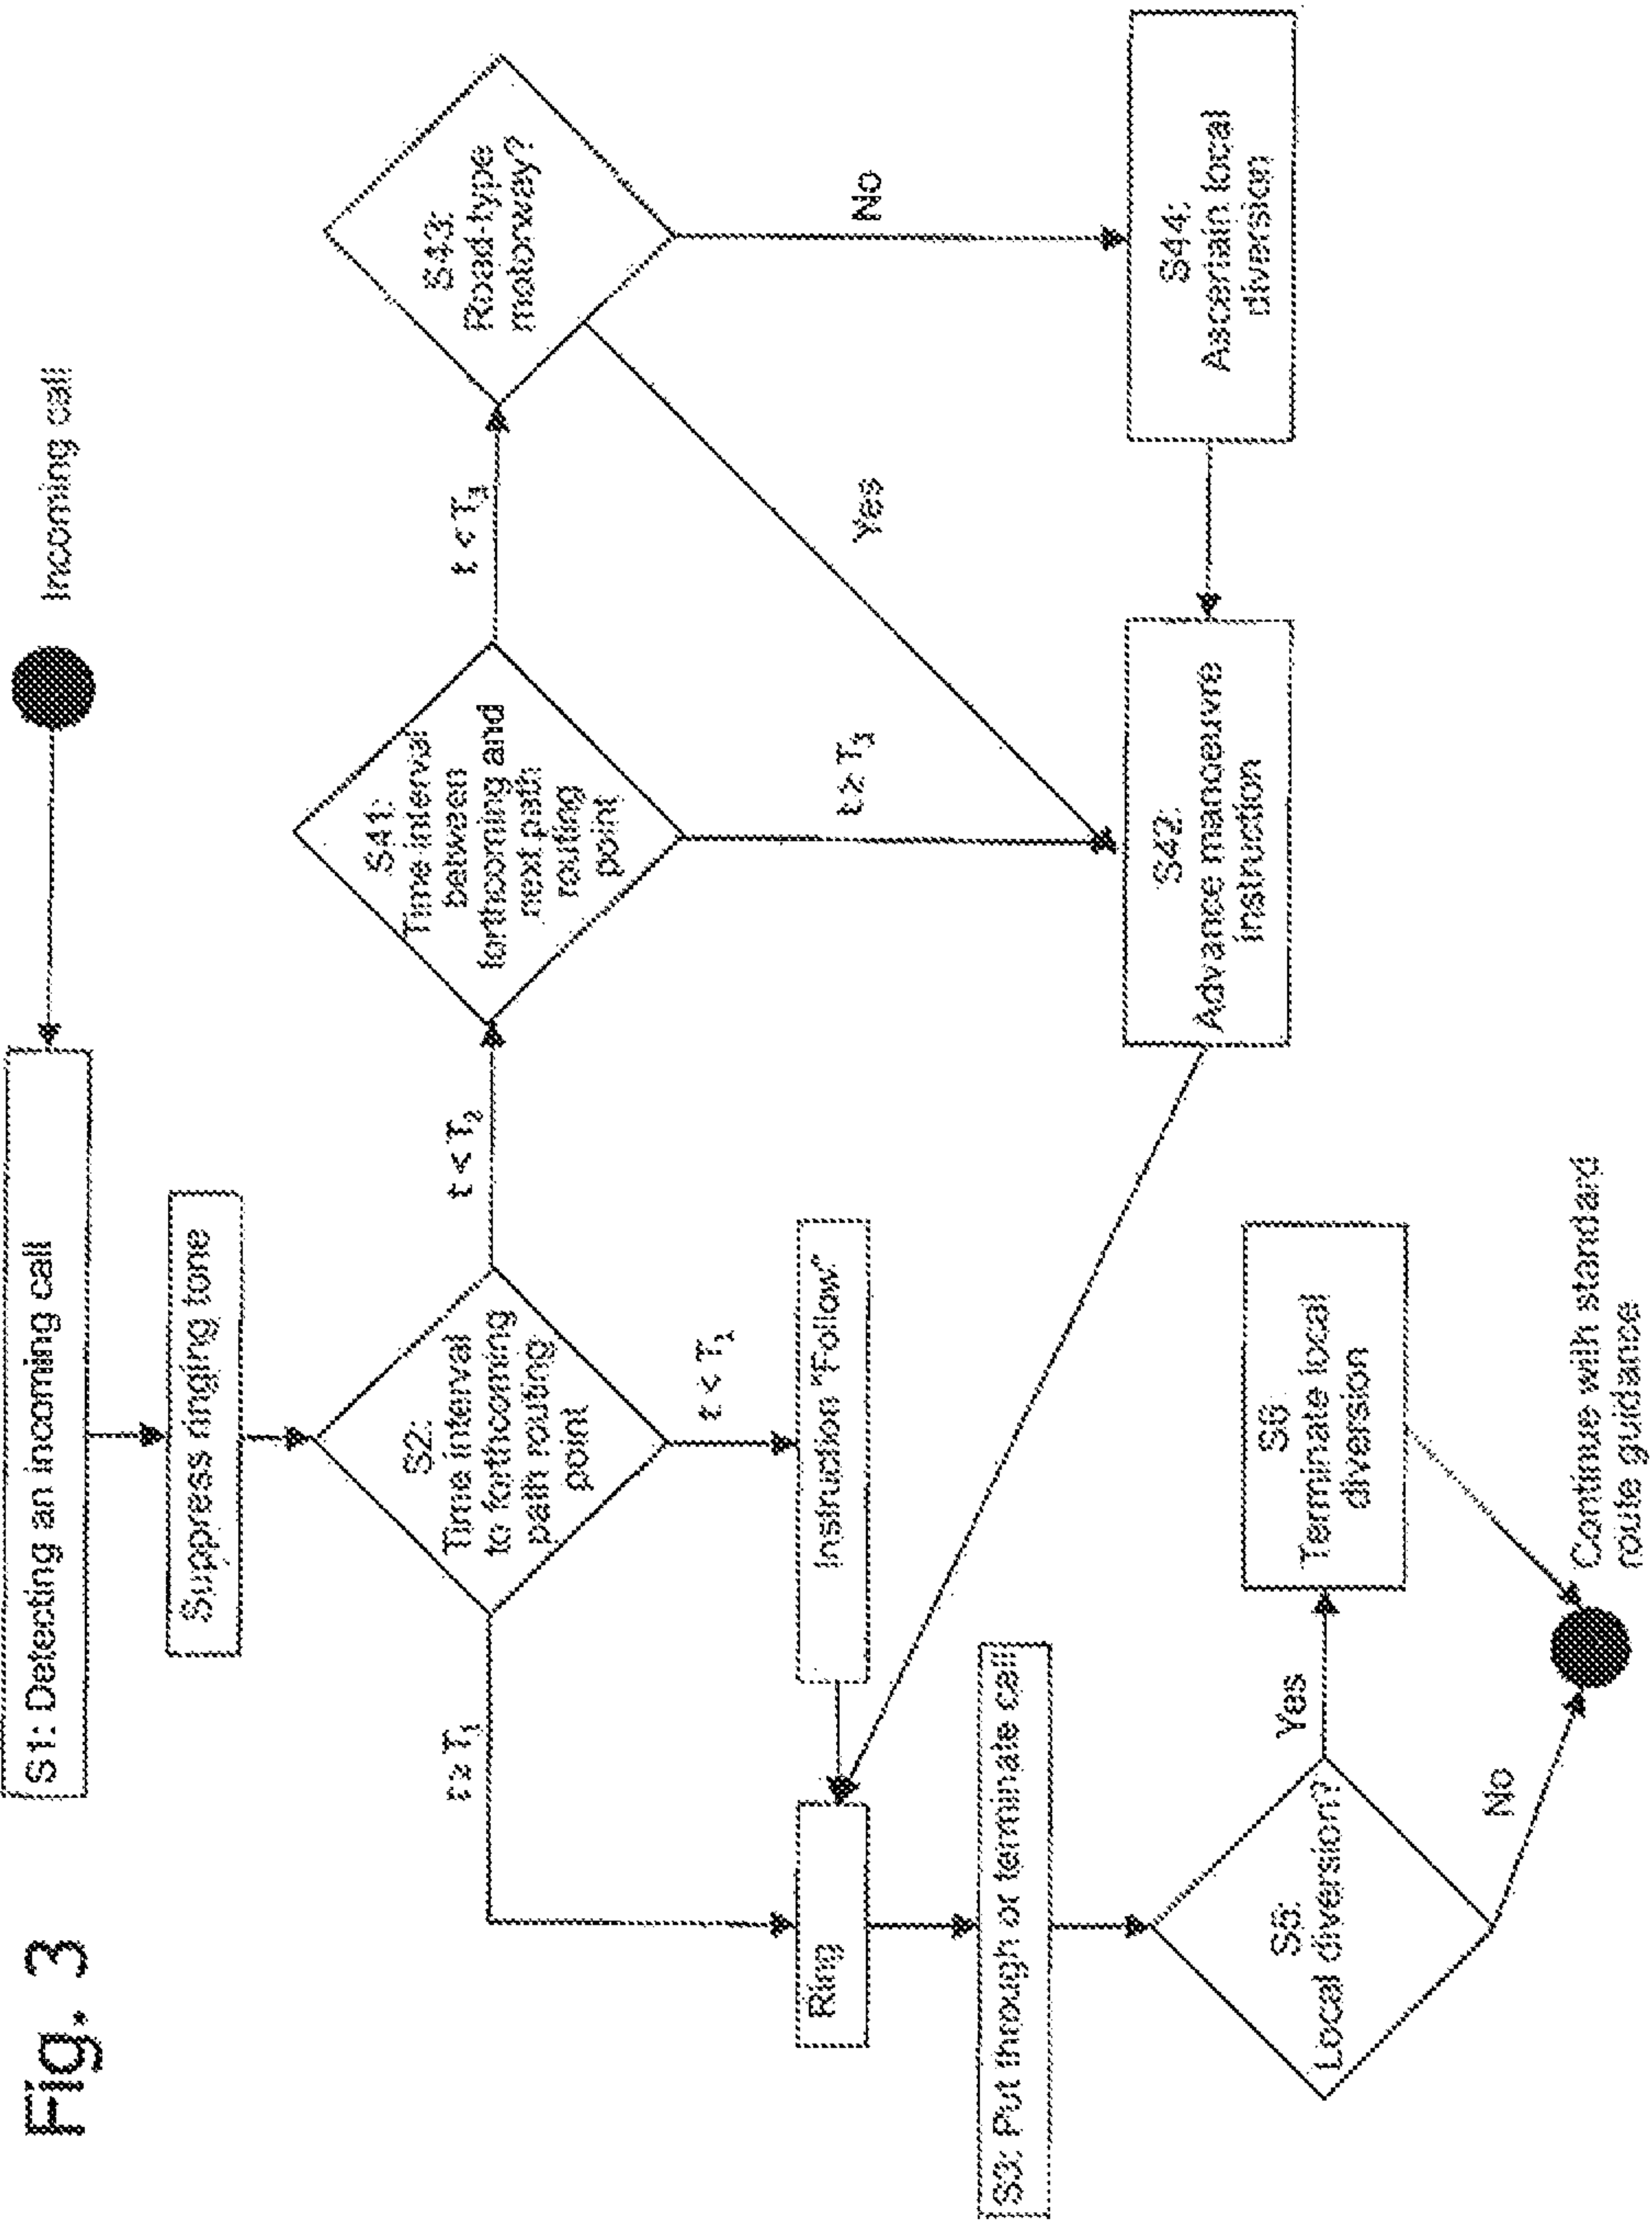 Fig. 3
Incoming call
S1: Detecting an incoming call
Suppress ringing tone
S2:
Time interval
to forthcoming
path routing
point
t ≥ T₁
t < T₁
t < T₂
S41:
Time interval
between
forthcoming and
next path
routing
point
t < T₃
t ≥ T₃
S43:
Road-type
motorway?
Yes
No
S44:
Ascertain local
diversion
S42:
Advance manoeuvre
instruction
Instruction "Follow"
Ring
S3: Put through or terminate call
S5:
Local diversion?
Yes
No
S6:
Terminate local
diversion
Continue with standard
route guidance